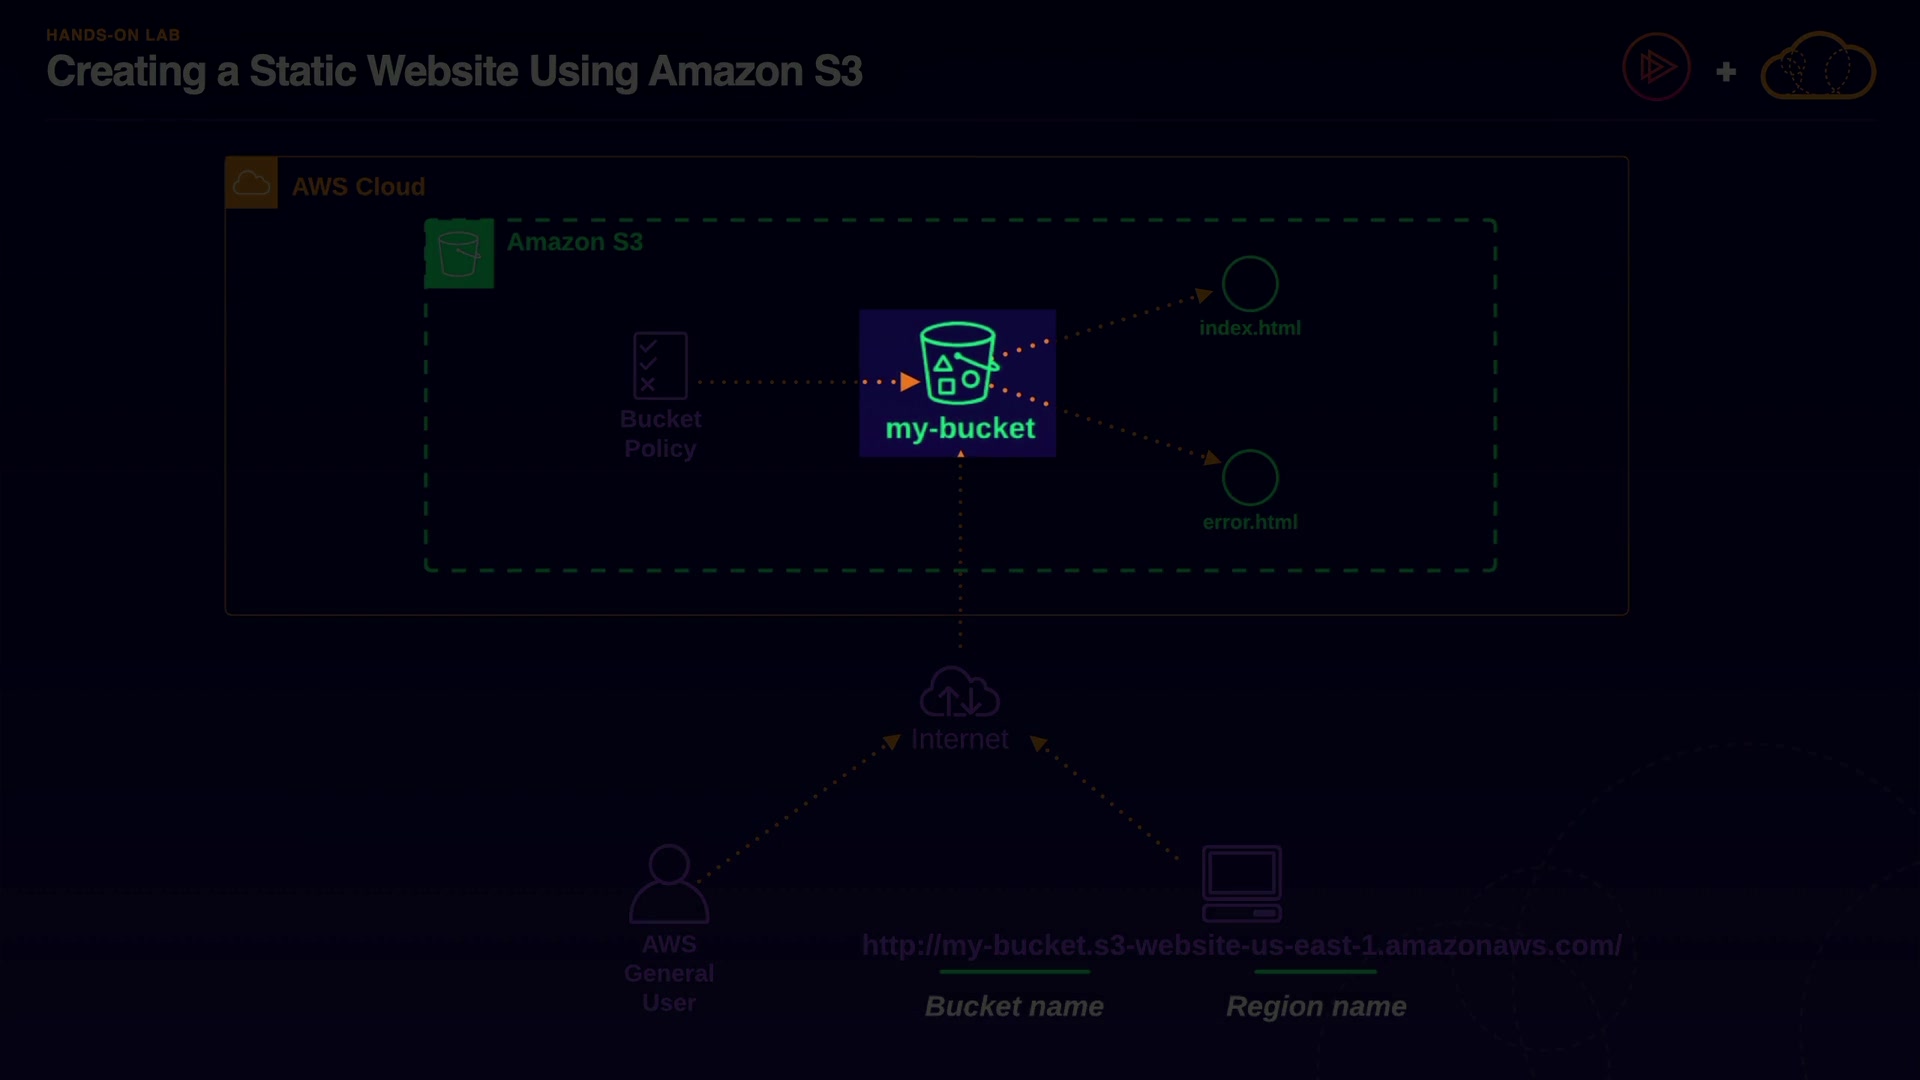 HANDS-ON LAB
Creating a Static Website Using Amazon S3
AWS Cloud
Amazon S3
index.html
Bucket
Policy
my-bucket
error.html
Internet
AWS
General
User
http://my-bucket.s3-website-us-east-1.amazonaws.com/
Bucket name
Region name